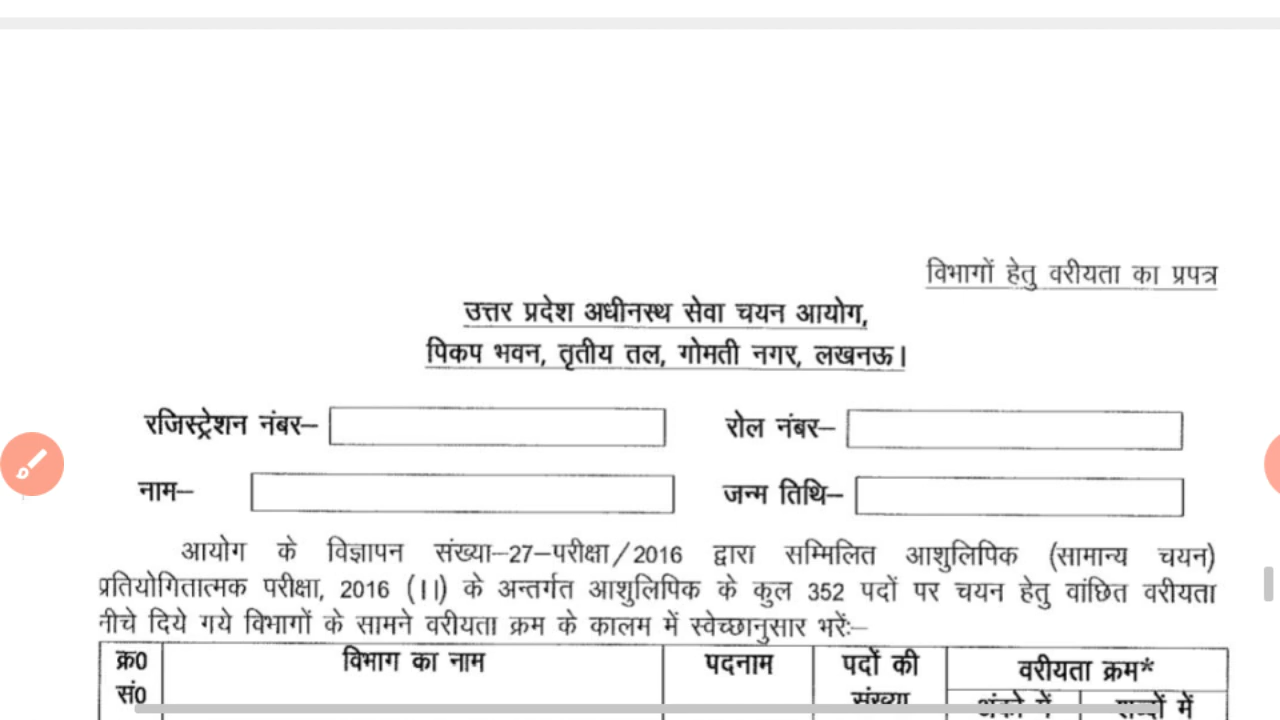 विभागों हेतु वरीयता का प्रपत्र
उत्तर प्रदेश अधीनस्थ सेवा चयन आयोग,
पिकप भवन, तृतीय तल, गोमती नगर, लखनऊ।
रजिस्ट्रेशन नंबर– रोल नंबर–
नाम– जन्म तिथि–
आयोग के विज्ञापन संख्या–27–परीक्षा/2016 द्वारा सम्मिलित आशुलिपिक (सामान्य चयन)
प्रतियोगितात्मक परीक्षा, 2016 (।।) के अन्तर्गत आशुलिपिक के कुल 352 पदों पर चयन हेतु वांछित वरीयता
नीचे दिये गये विभागों के सामने वरीयता क्रम के कालम में स्वेच्छानुसार भरेंः–
क्र0 विभाग का नाम पदनाम पदों की वरीयता क्रम*
सं0 संख्या अंको में शब्दों में